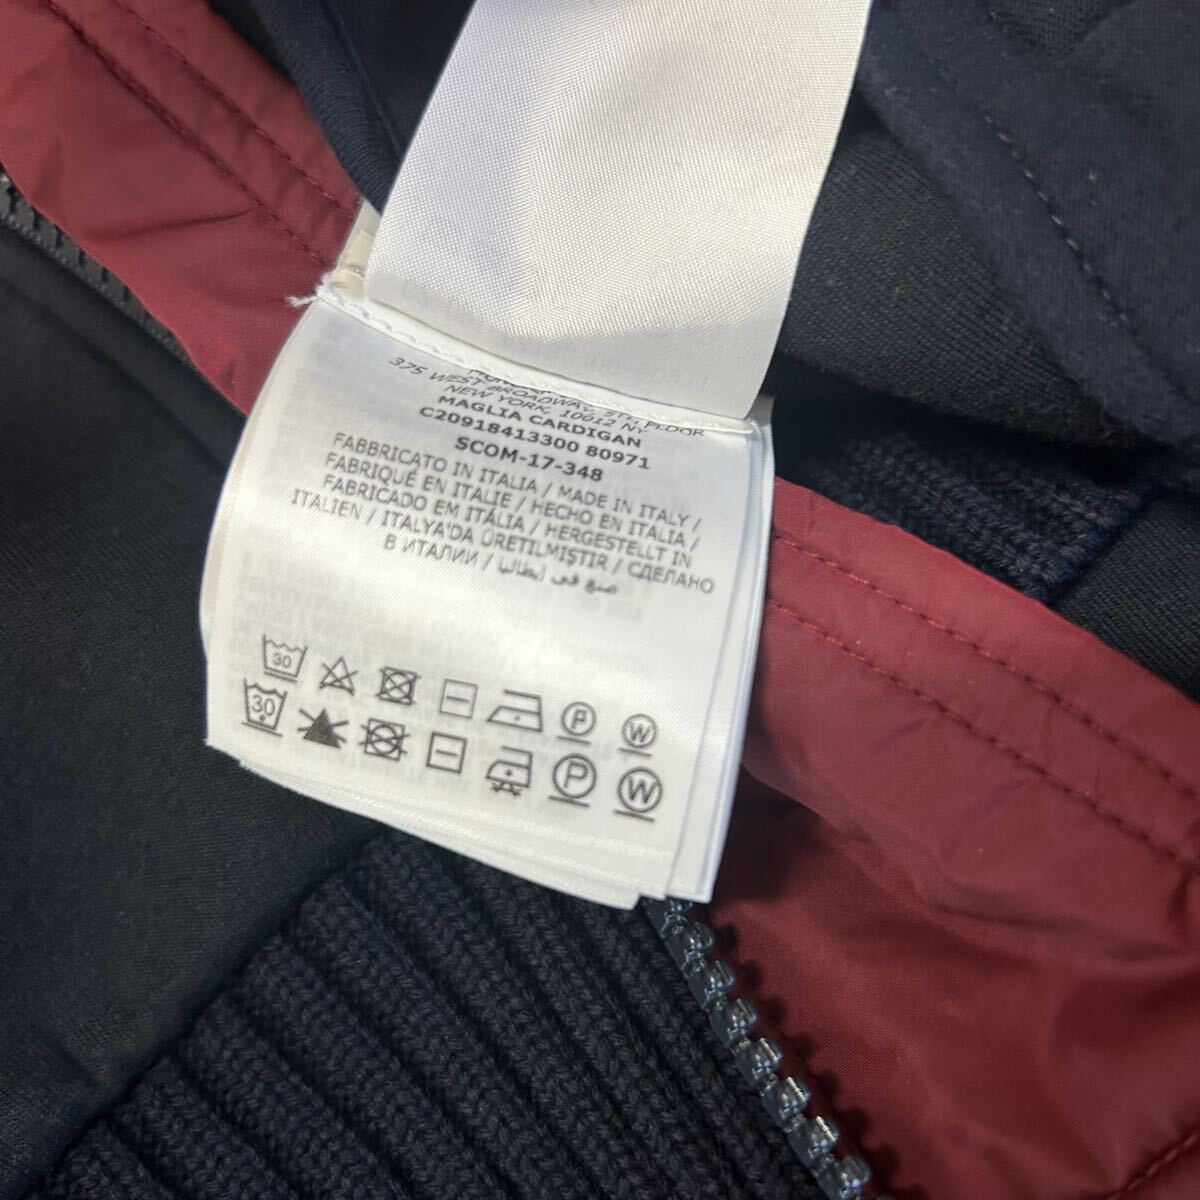 375 WEST BROADWAY, 5TH FLOOR
NEW YORK, 10012 NY
MAGLIA CARDIGAN
C20918413300 80971
SCOM-17-348
FABBRICATO IN ITALIA / MADE IN ITALY /
FABRIQUÉ EN ITALIE / HECHO EN ITALIA /
FABRICADO EM ITÁLIA / HERGESTELLT IN
ITALIEN / ITALYA'DA ÜRETILMIŞTIR / СДЕЛАНО
В ИТАЛИИ / صنع في إيطاليا
30 P W
30 P W